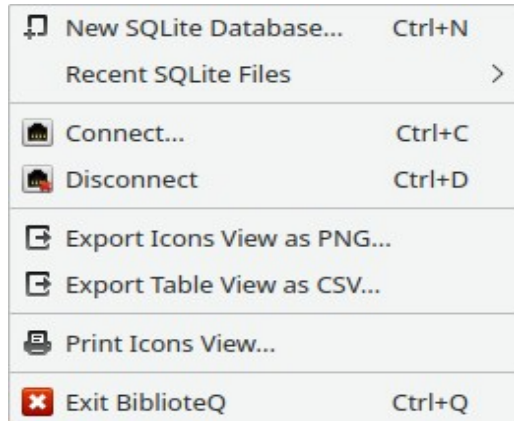 New SQLite Database... Ctrl+N
Recent SQLite Files
Connect... Ctrl+C
Disconnect Ctrl+D
Export Icons View as PNG...
Export Table View as CSV...
Print Icons View...
Exit BiblioteQ Ctrl+Q